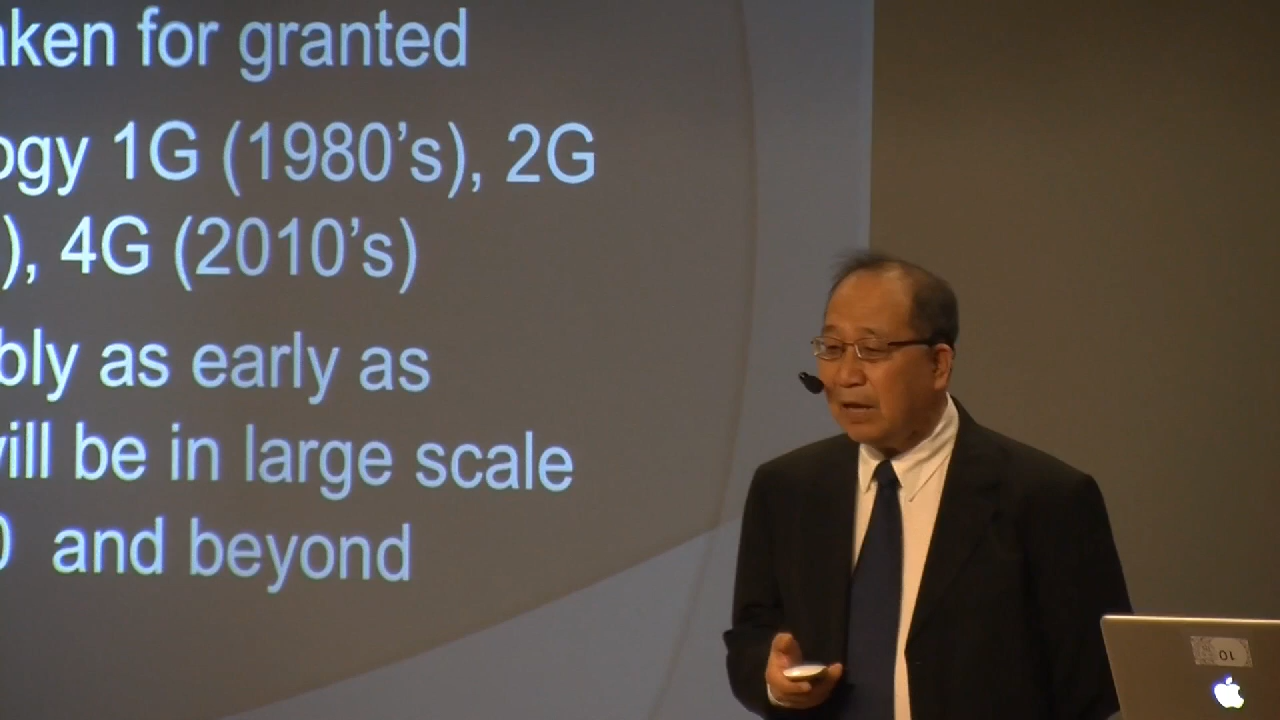 aken for granted
ogy 1G (1980's), 2G
), 4G (2010's)
bly as early as
will be in large scale
0 and beyond
10